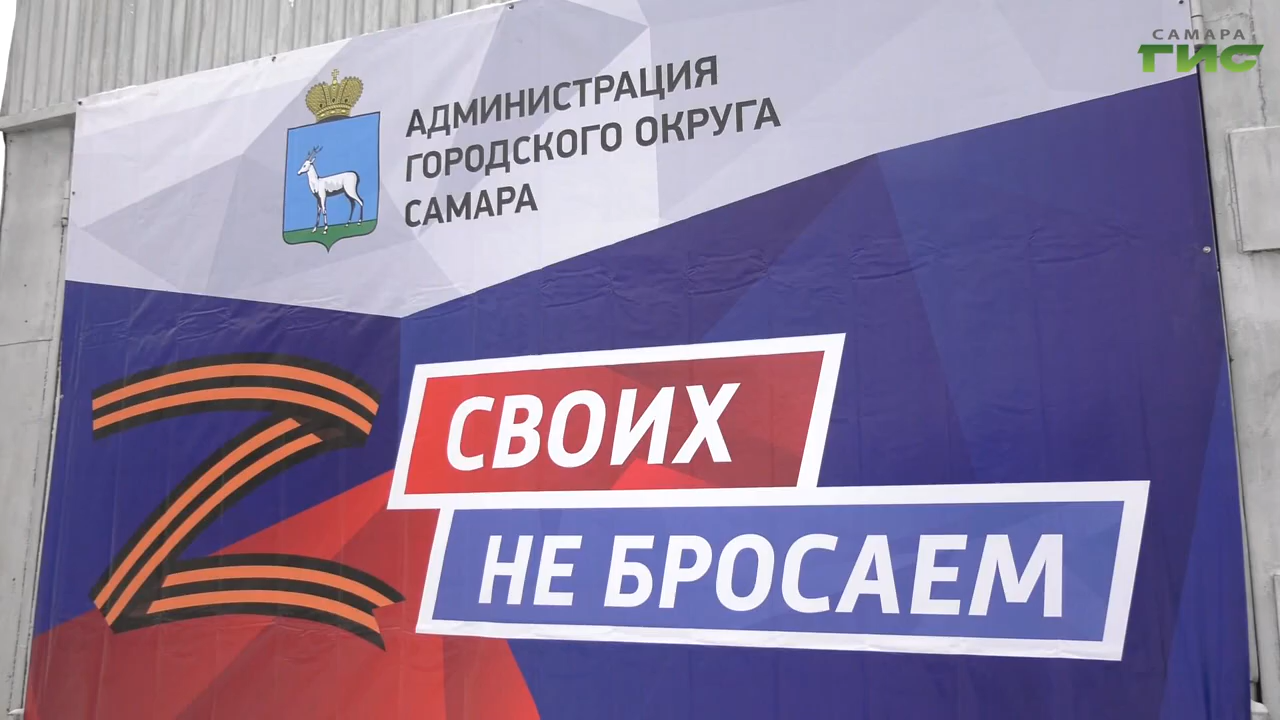 САМАРА
ГИС
АДМИНИСТРАЦИЯ
ГОРОДСКОГО ОКРУГА
САМАРА
Z
СВОИХ
НЕ БРОСАЕМ